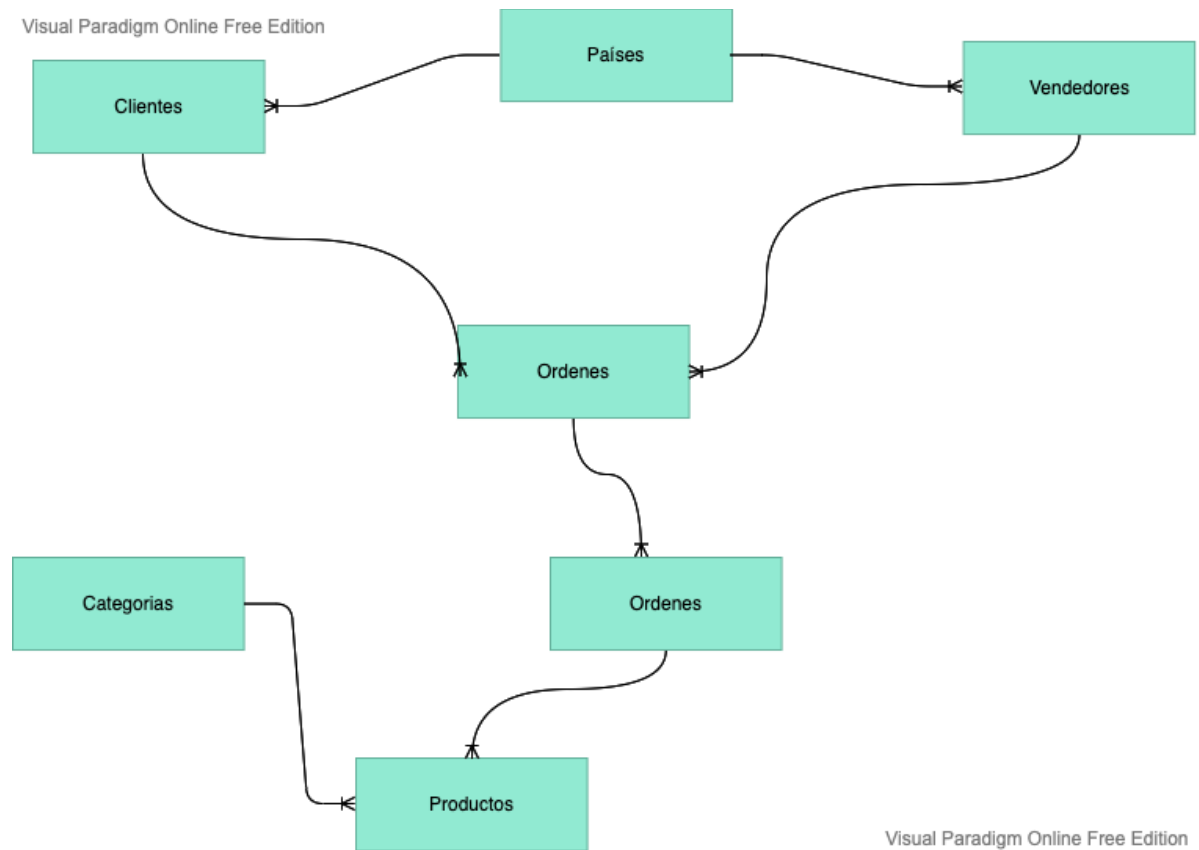 Visual Paradigm Online Free Edition
Países
Vendedores
Clientes
Ordenes
Categorias
Ordenes
Productos
Visual Paradigm Online Free Edition